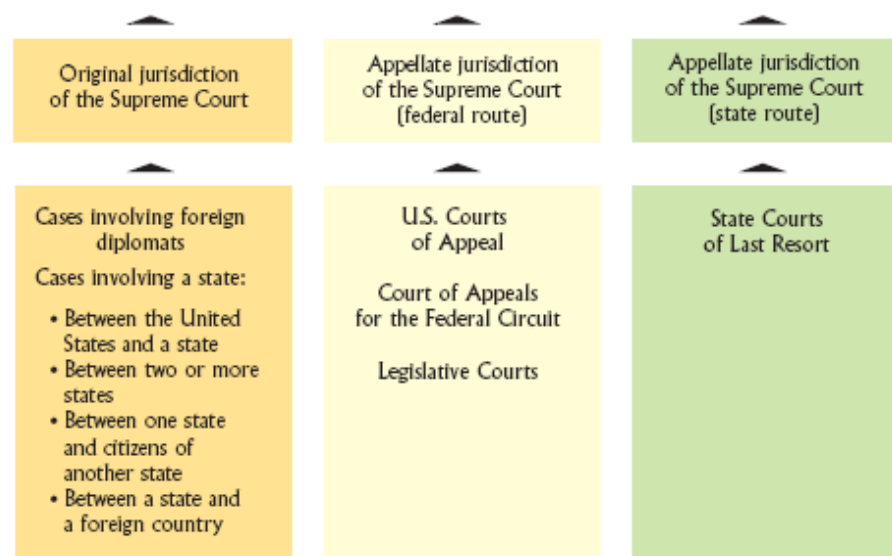 Original jurisdiction
of the Supreme Court
Appellate jurisdiction
of the Supreme Court
(federal route)
Appellate jurisdiction
of the Supreme Court
(state route)
Cases involving foreign
diplomats
Cases involving a state:
• Between the United
States and a state
• Between two or more
states
• Between one state
and citizens of
another state
• Between a state and
a foreign country
U.S. Courts
of Appeal
Court of Appeals
for the Federal Circuit
Legislative Courts
State Courts
of Last Resort